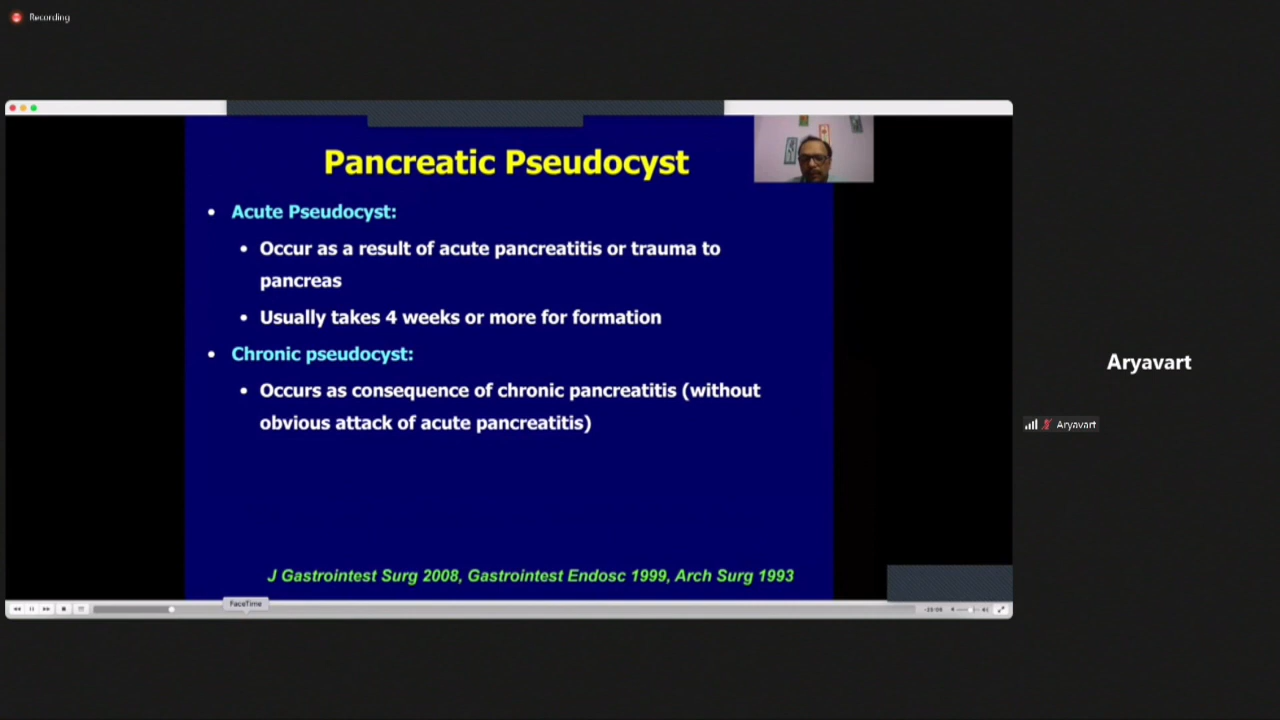 Recording
Pancreatic Pseudocyst
• Acute Pseudocyst:
• Occur as a result of acute pancreatitis or trauma to
pancreas
• Usually takes 4 weeks or more for formation
• Chronic pseudocyst:
• Occurs as consequence of chronic pancreatitis (without
obvious attack of acute pancreatitis)
J Gastrointest Surg 2008, Gastrointest Endosc 1999, Arch Surg 1993
FaceTime
Aryavart
Aryavart